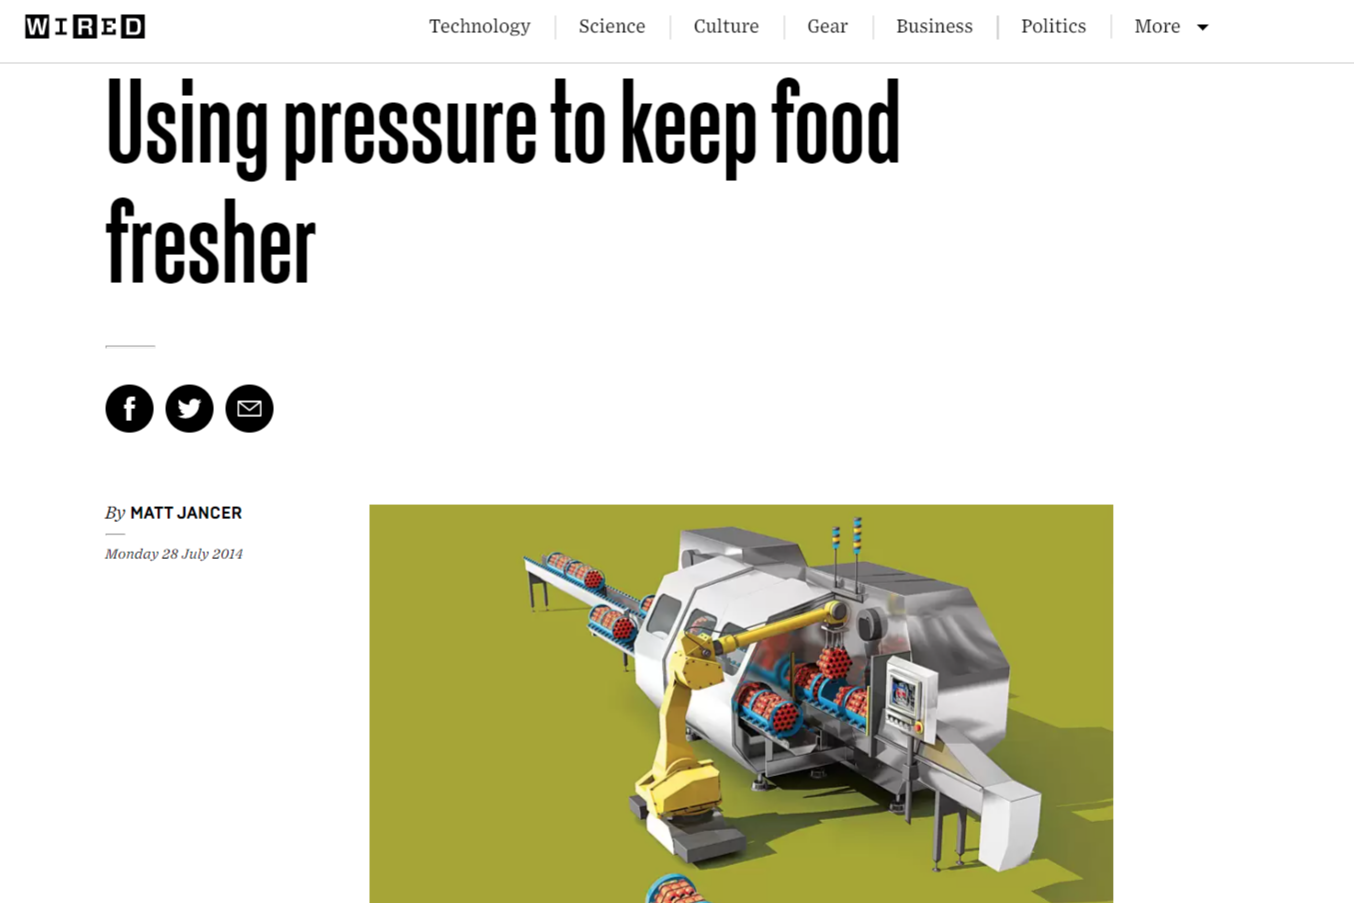 WIRED
Technology
Science
Culture
Gear
Business
Politics
More
Using pressure to keep food
fresher
By MATT JANCER
Monday 28 July 2014